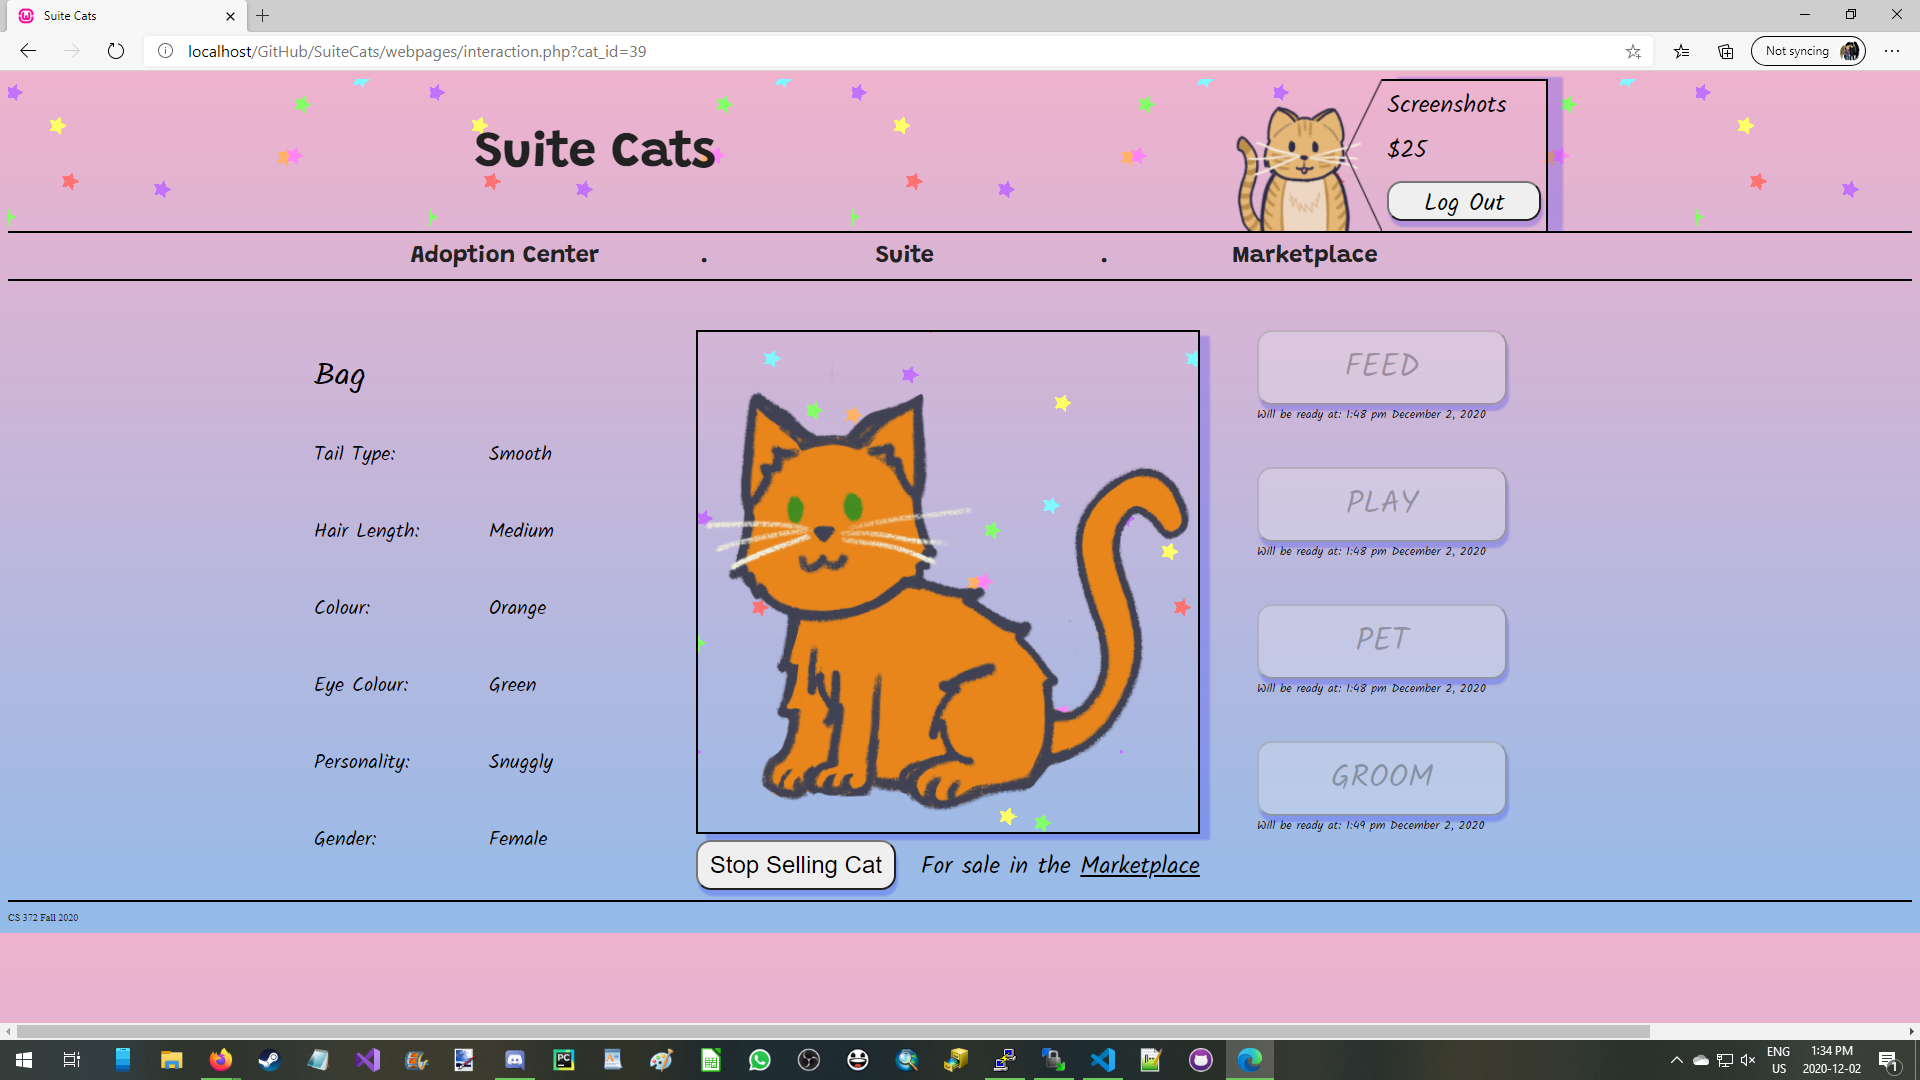 Suite Cats
localhost/GitHub/SuiteCats/webpages/interaction.php?cat_id=39
Not syncing
Suite Cats
Screenshots
$25
Log Out
Adoption Center . Suite . Marketplace
Bag
Tail Type: Smooth
Hair Length: Medium
Colour: Orange
Eye Colour: Green
Personality: Snuggly
Gender: Female
FEED
Will be ready at: 1:48 pm December 2, 2020
PLAY
Will be ready at: 1:48 pm December 2, 2020
PET
Will be ready at: 1:48 pm December 2, 2020
GROOM
Will be ready at: 1:49 pm December 2, 2020
Stop Selling Cat For sale in the Marketplace
CS 372 Fall 2020
PC
ENG
US
1:34 PM
2020-12-02
1